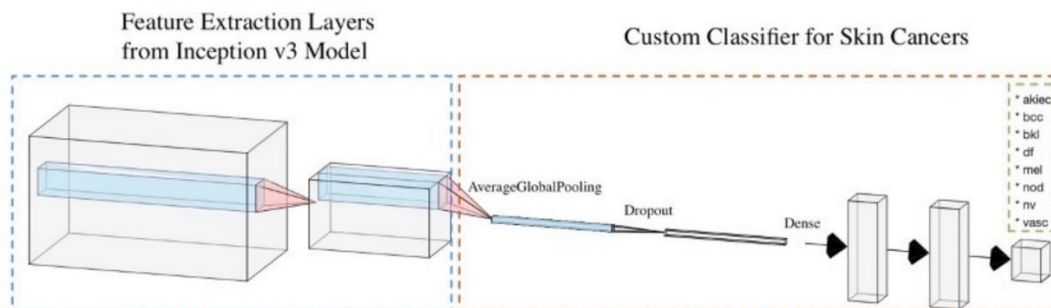 Feature Extraction Layers
from Inception v3 Model
Custom Classifier for Skin Cancers
AverageGlobalPooling
Dropout
Dense
* akiec
* bcc
* bkl
* df
* mel
* nod
* nv
* vasc